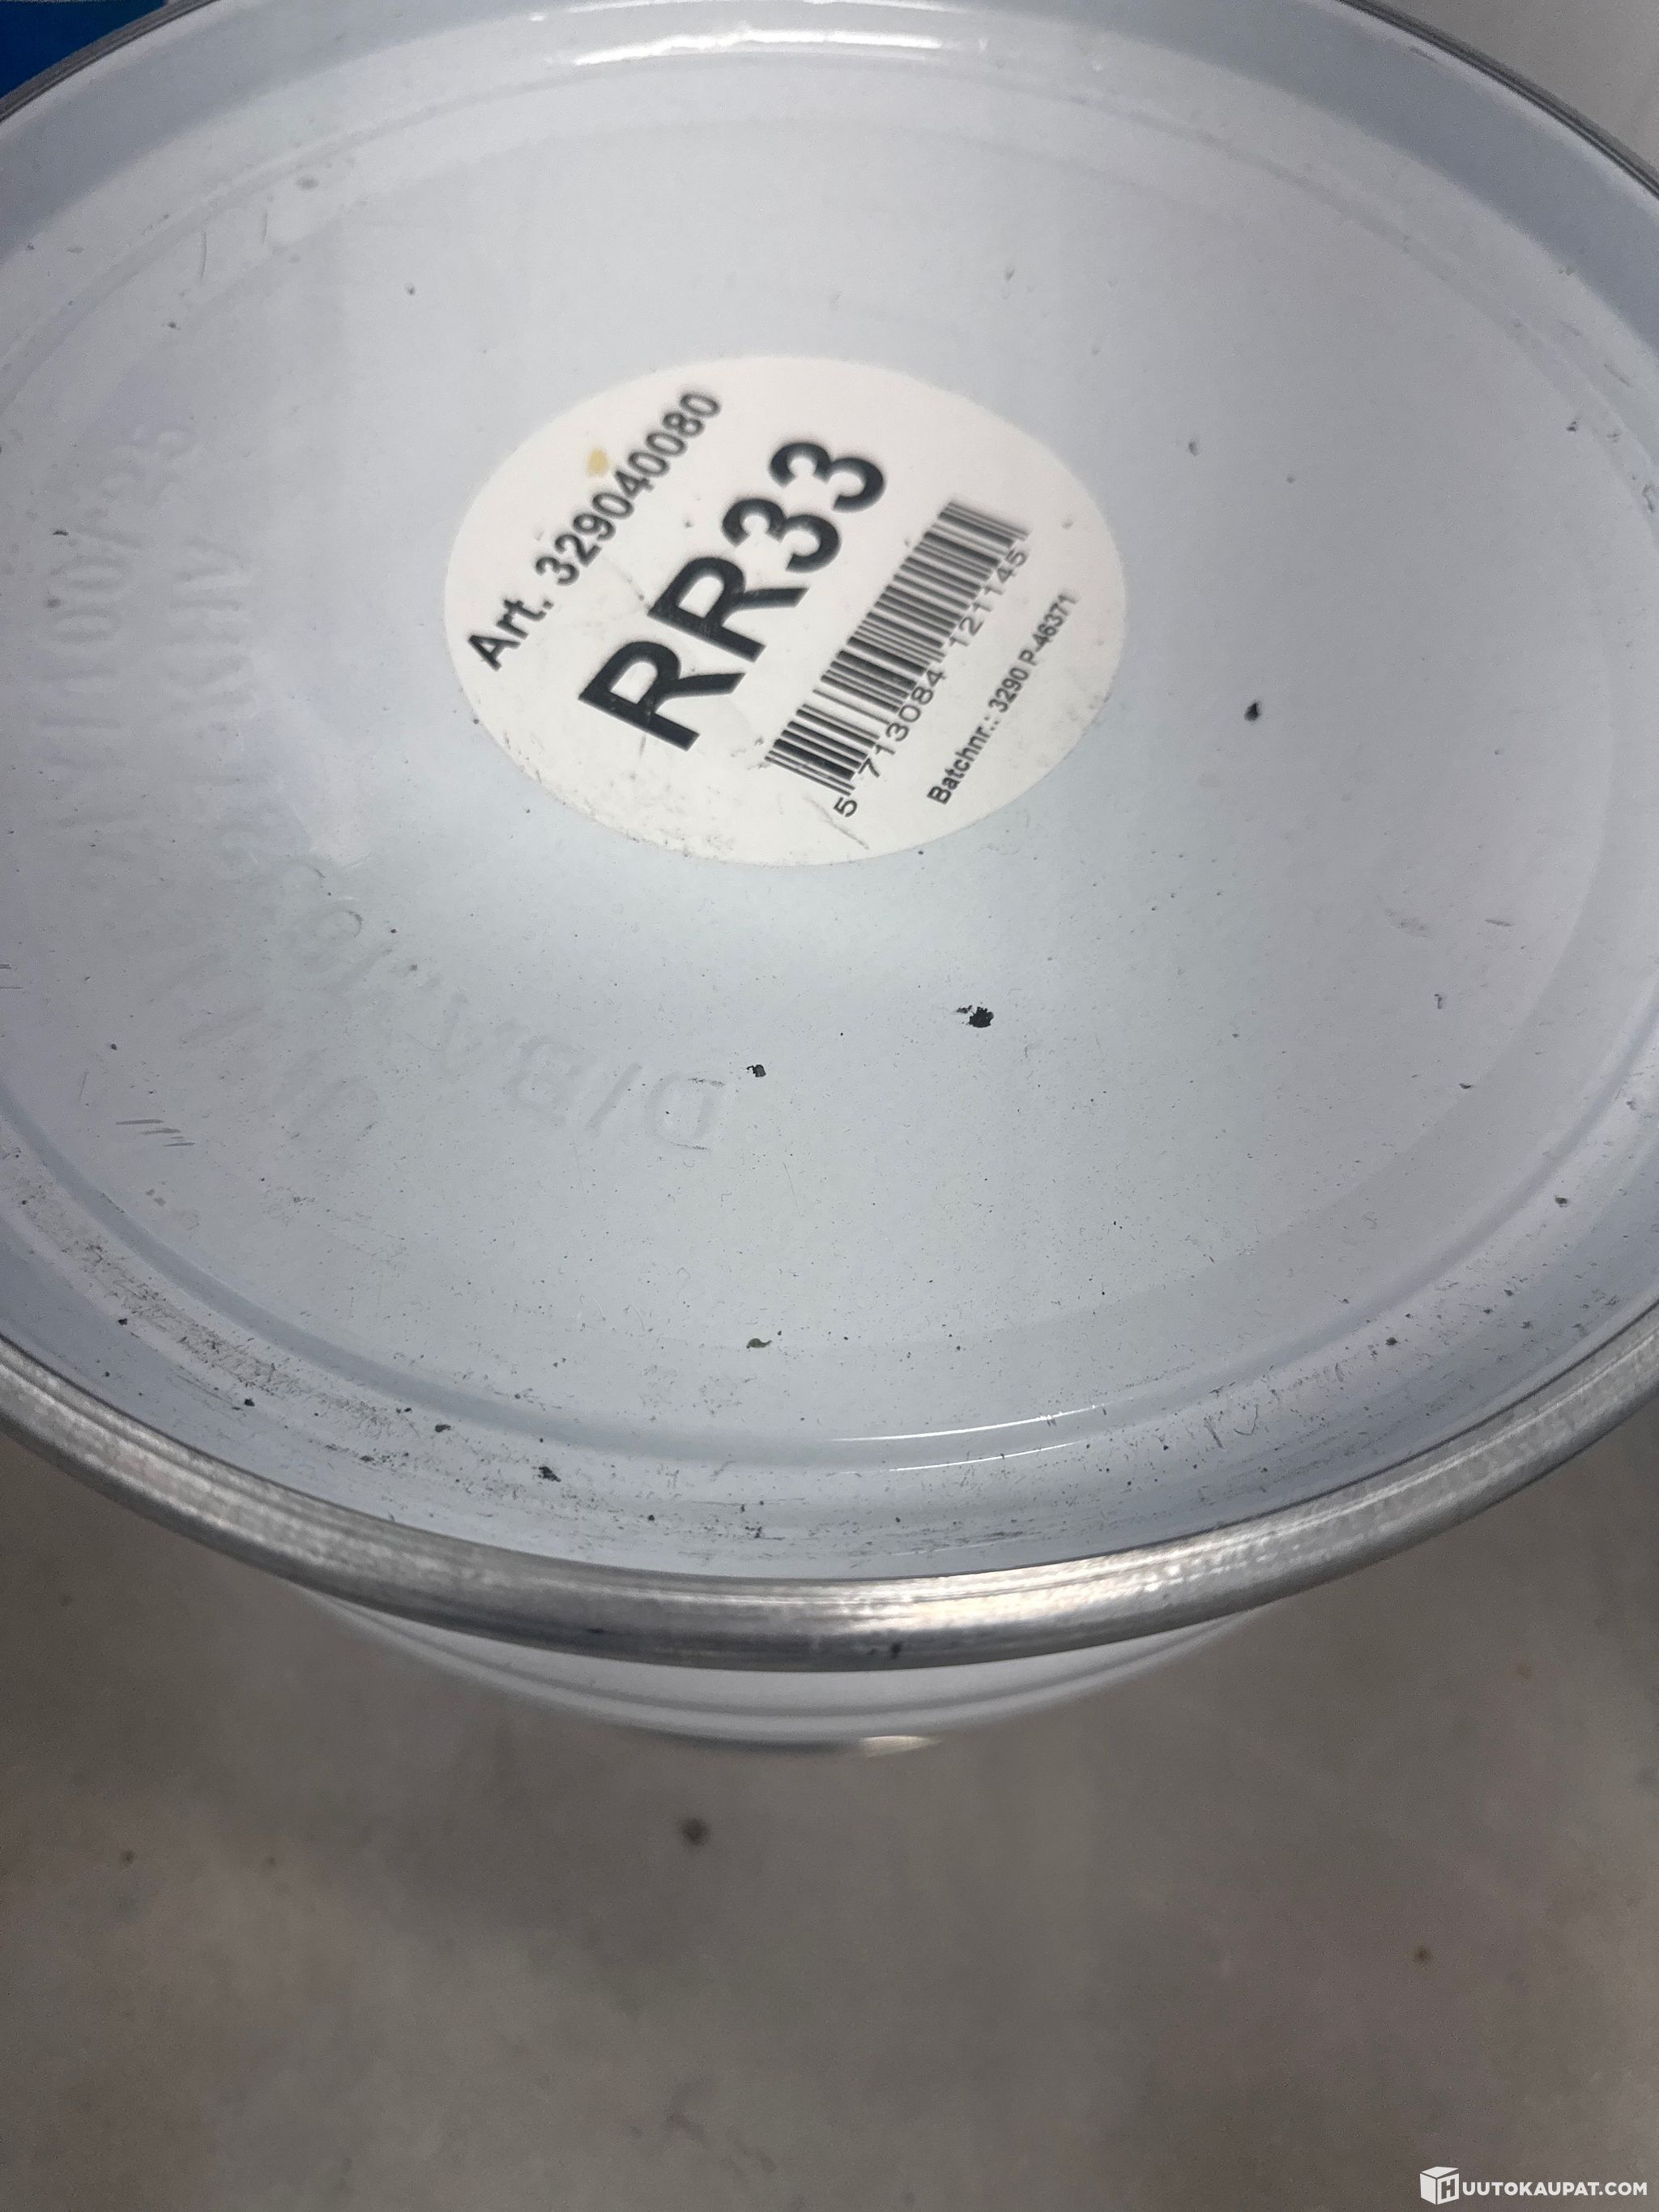 Art. 329040080
RR33
5 713084 121145
Batchnr.: 3290 P-46371
HUUTOKAUPAT.COM